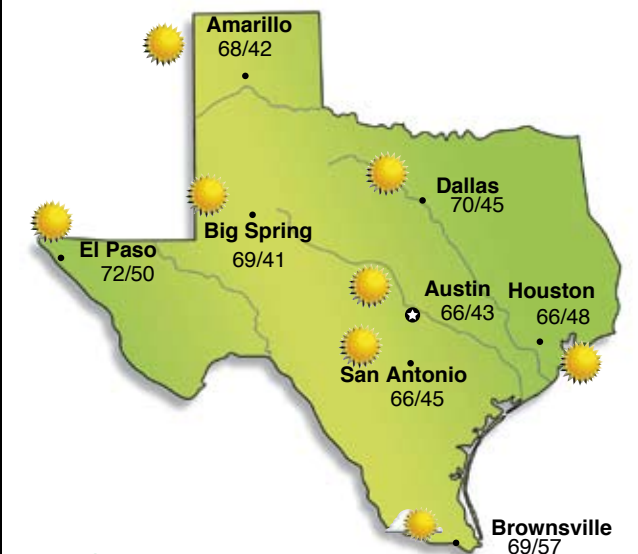 Amarillo
68/42
Dallas
70/45
Big Spring
69/41
El Paso
72/50
Austin
66/43
Houston
66/48
San Antonio
66/45
Brownsville
69/57